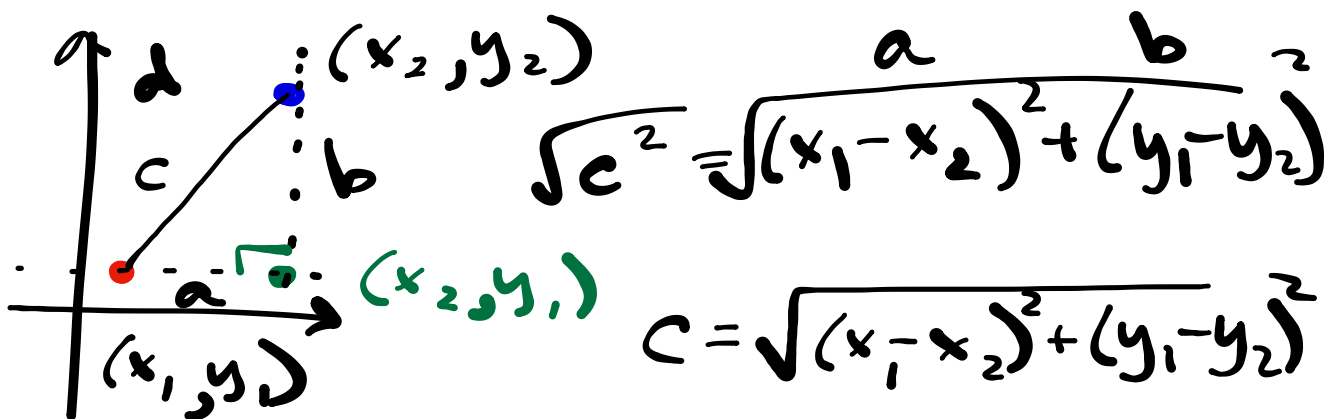 d
(x₂, y₂)
c
b
a
(x₂, y₁)
(x₁, y₁)
a b
√c² = √(x₁ - x₂)² + (y₁ - y₂)²
c = √(x₁ - x₂)² + (y₁ - y₂)²